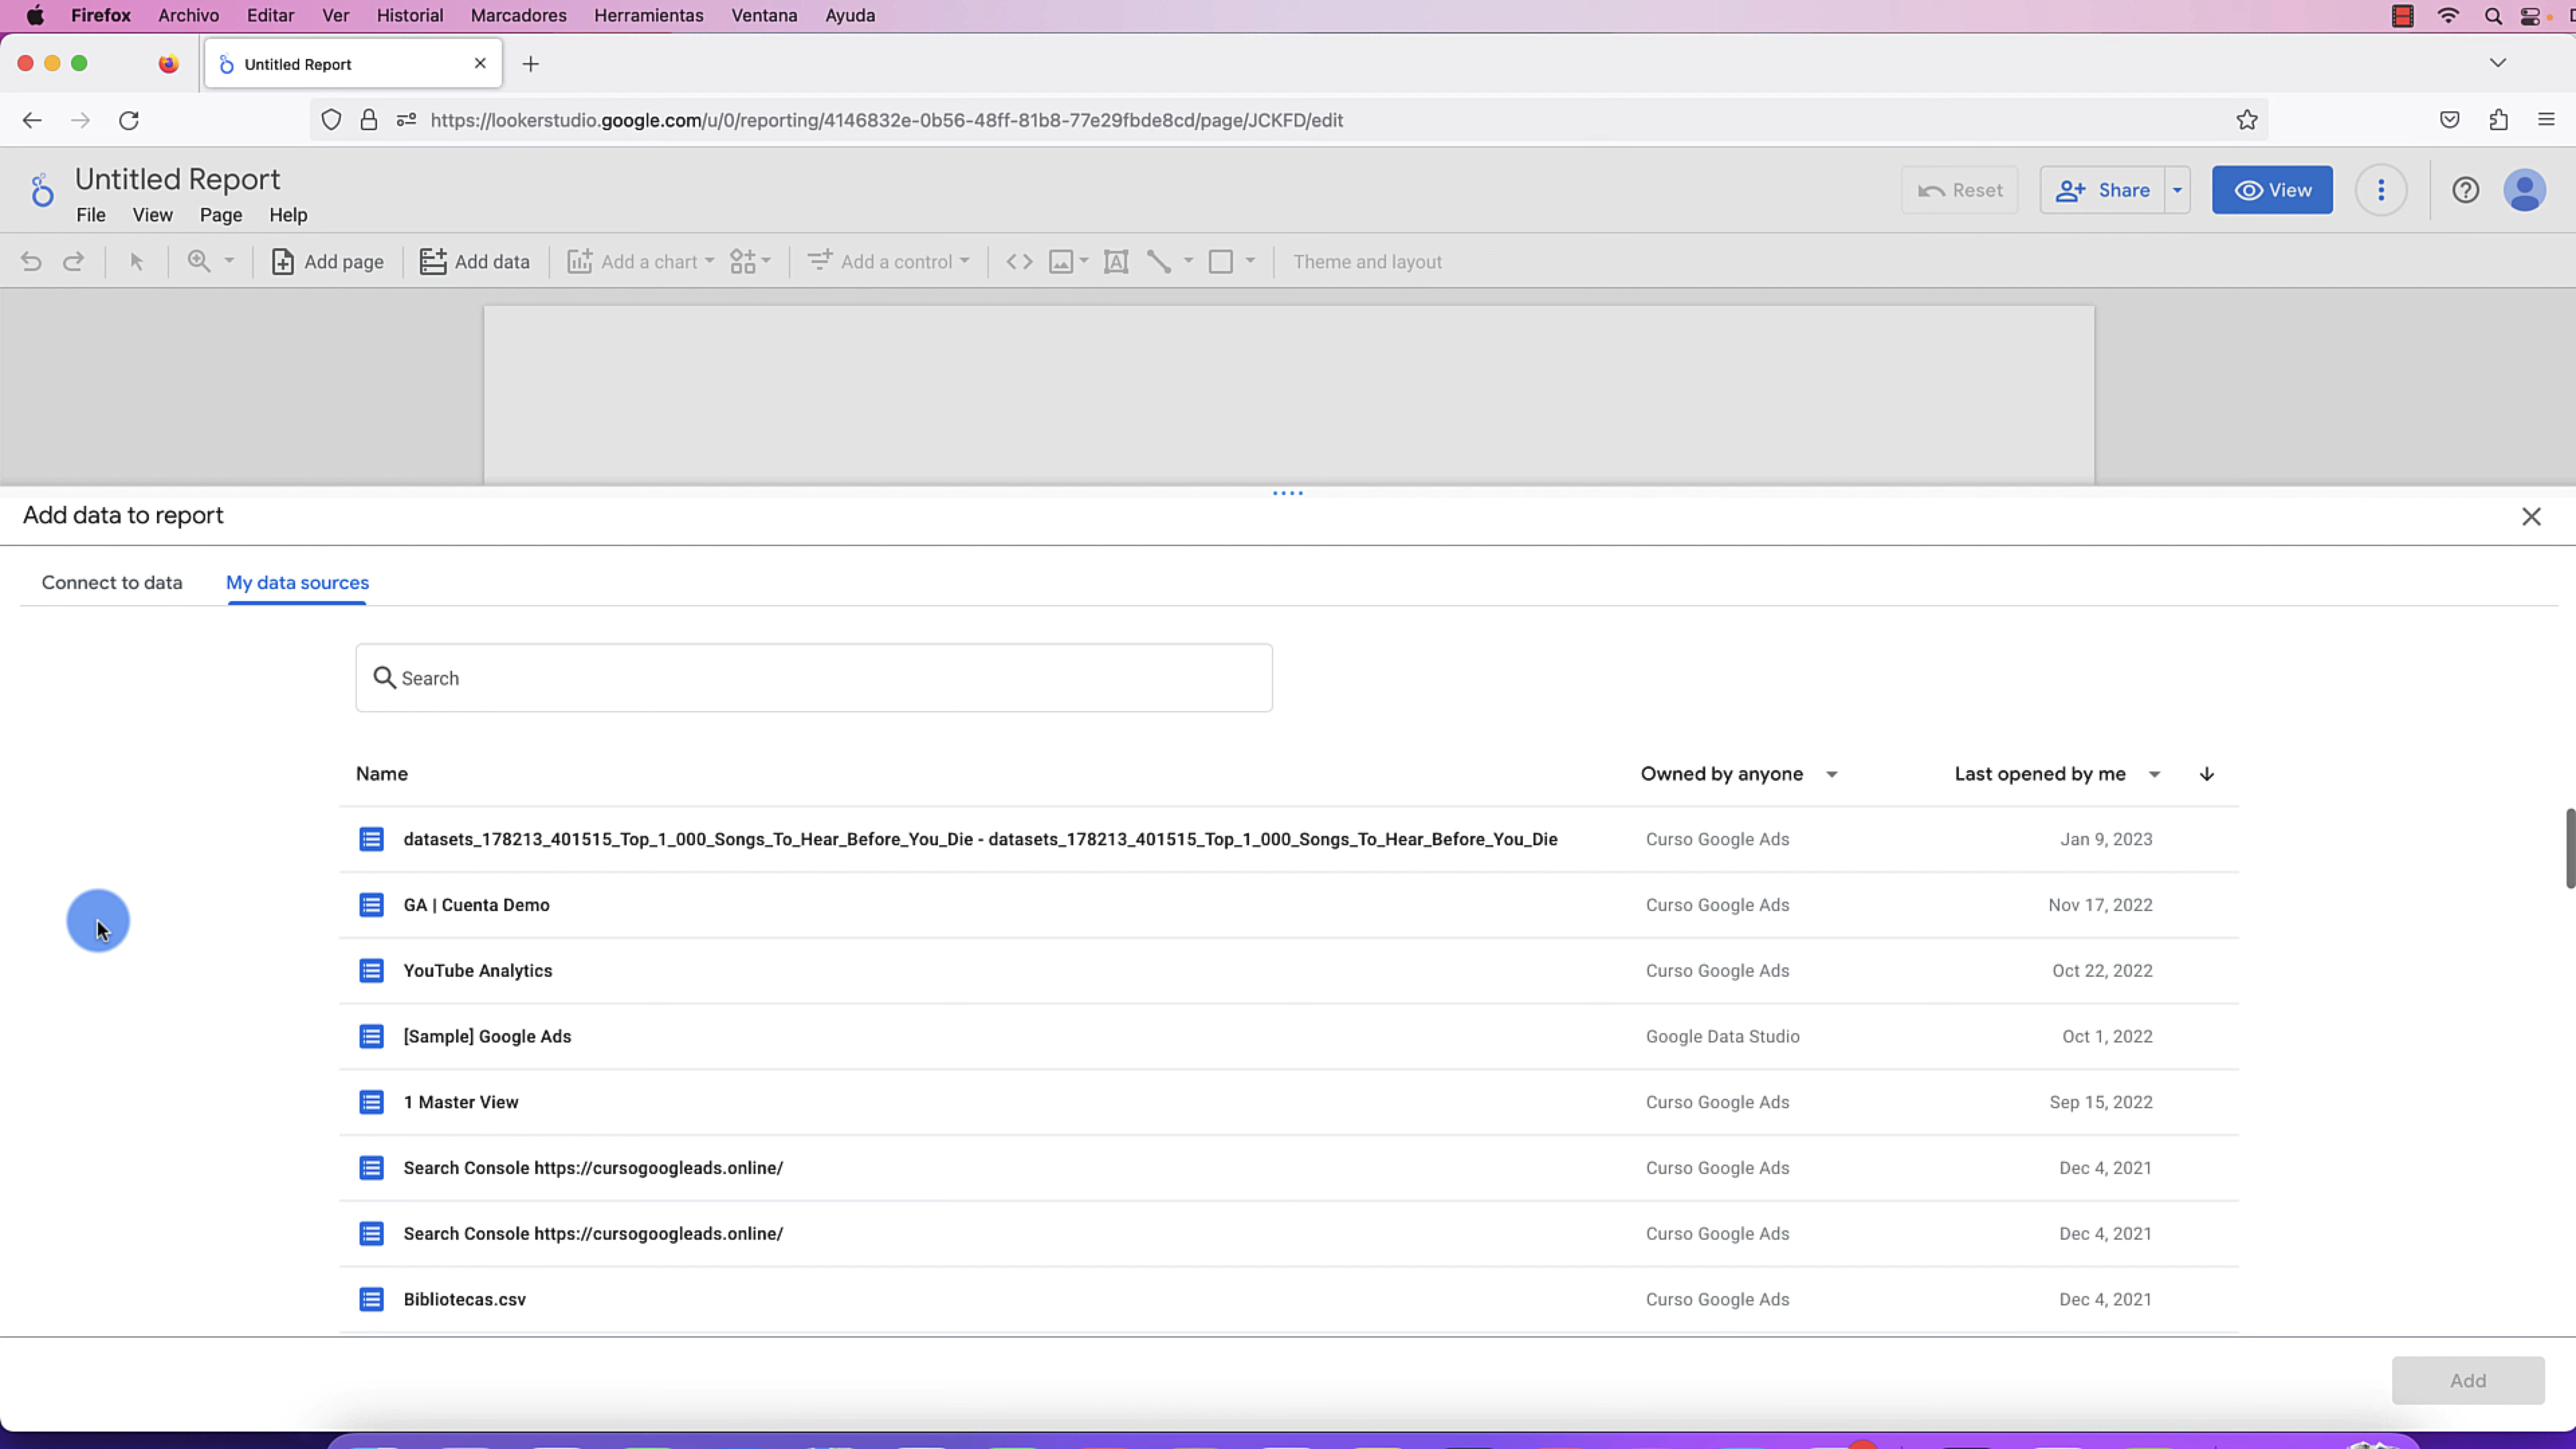 Firefox Archivo Editar Ver Historial Marcadores Herramientas Ventana Ayuda
Untitled Report
https://lookerstudio.google.com/u/0/reporting/4146832e-0b56-48ff-81b8-77e29fbde8cd/page/JCKFD/edit
Untitled Report
File View Page Help
Reset Share View
Add page Add data Add a chart Add a control Theme and layout
Add data to report
Connect to data My data sources
Search
Name Owned by anyone Last opened by me
datasets_178213_401515_Top_1_000_Songs_To_Hear_Before_You_Die - datasets_178213_401515_Top_1_000_Songs_To_Hear_Before_You_Die Curso Google Ads Jan 9, 2023
GA | Cuenta Demo Curso Google Ads Nov 17, 2022
YouTube Analytics Curso Google Ads Oct 22, 2022
[Sample] Google Ads Google Data Studio Oct 1, 2022
1 Master View Curso Google Ads Sep 15, 2022
Search Console https://cursogoogleads.online/ Curso Google Ads Dec 4, 2021
Search Console https://cursogoogleads.online/ Curso Google Ads Dec 4, 2021
Bibliotecas.csv Curso Google Ads Dec 4, 2021
Add